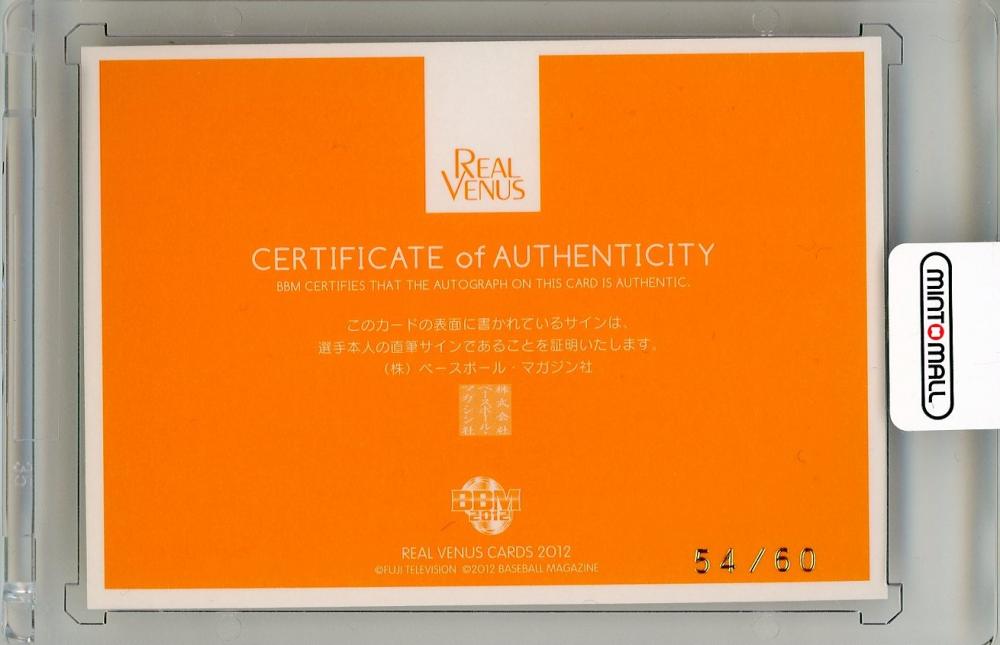 REAL
VENUS
CERTIFICATE of AUTHENTICITY
BBM CERTIFIES THAT THE AUTOGRAPH ON THIS CARD IS AUTHENTIC.
このカードの表面に書かれているサインは、
選手本人の直筆サインであることを証明いたします。
(株)ベースボール・マガジン社
株式会社
ベースボール・
マガジン社
BBM
2012
REAL VENUS CARDS 2012
©FUJI TELEVISION ©2012 BASEBALL MAGAZINE
54/60
MINTOMALL